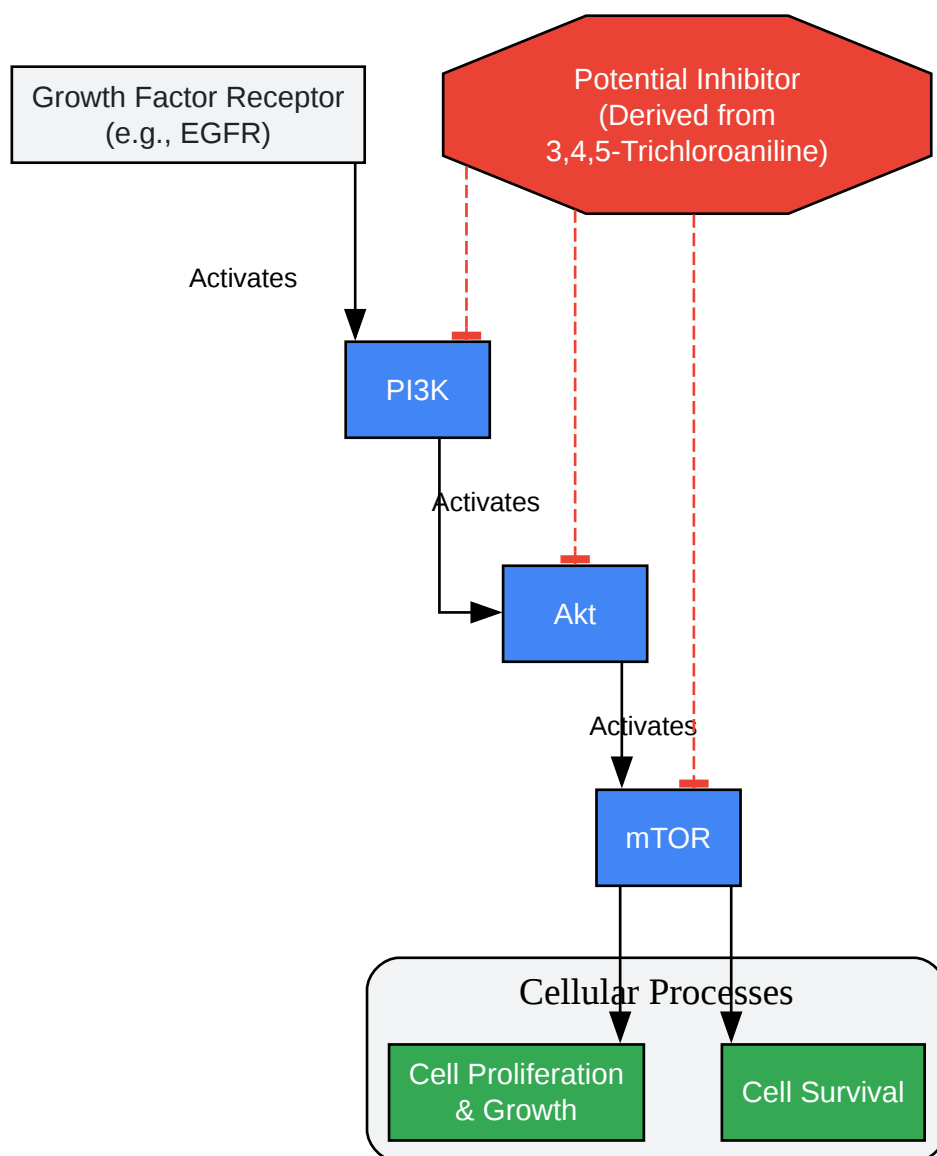 Growth Factor Receptor
(e.g., EGFR)
Potential Inhibitor
(Derived from
3,4,5-Trichloroaniline)
Activates
PI3K
Activates
Akt
Activates
mTOR
Cellular Processes
Cell Proliferation
& Growth
Cell Survival